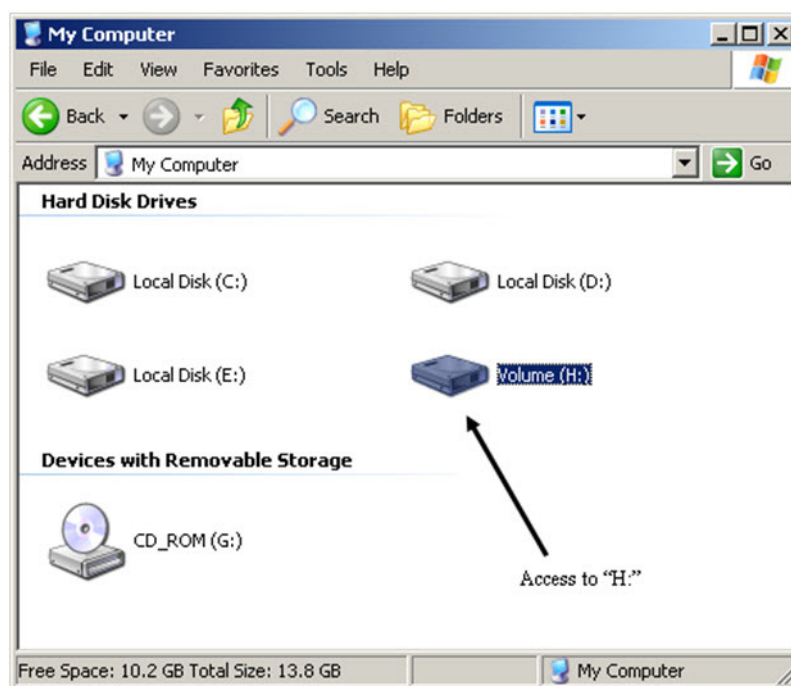 My Computer
File Edit View Favorites Tools Help
Back Search Folders
Address My Computer Go
Hard Disk Drives
Local Disk (C:) Local Disk (D:)
Local Disk (E:) Volume (H:)
Devices with Removable Storage
CD_ROM (G:)
Access to “H:”
Free Space: 10.2 GB Total Size: 13.8 GB My Computer